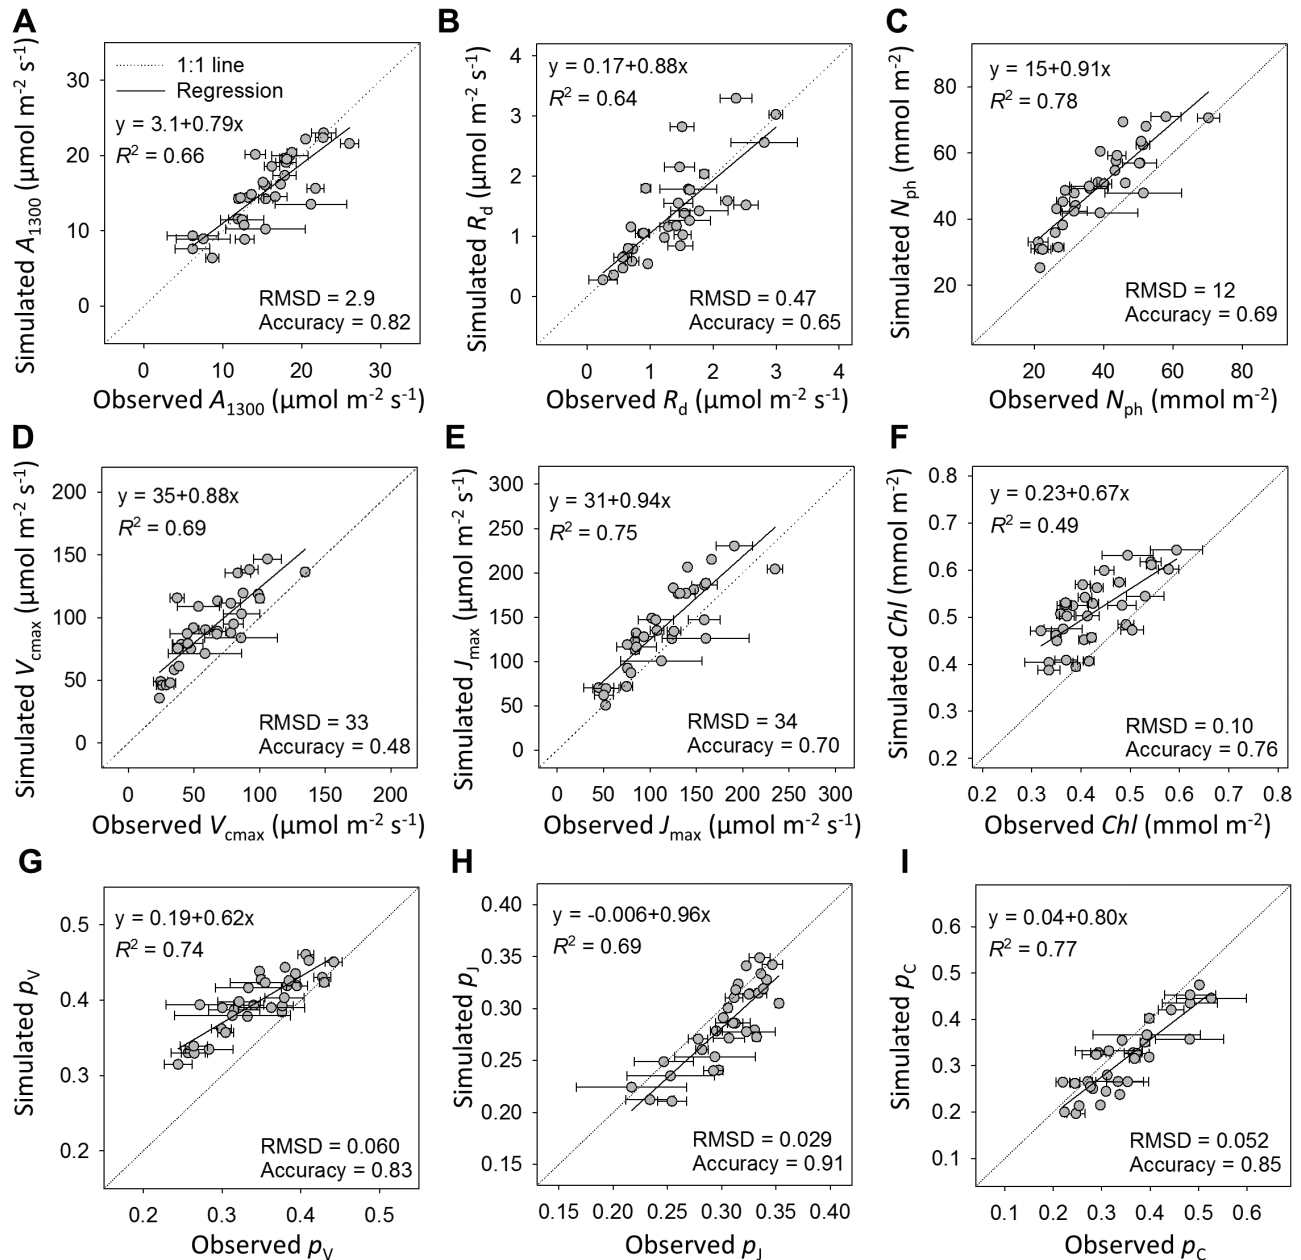 A
Simulated A1300 (μmol m-2 s-1)
1:1 line
Regression
y = 3.1+0.79x
R2 = 0.66
RMSD = 2.9
Accuracy = 0.82
30
20
10
0
0 10 20 30
Observed A1300 (μmol m-2 s-1)
B
Simulated Rd (μmol m-2 s-1)
y = 0.17+0.88x
R2 = 0.64
RMSD = 0.47
Accuracy = 0.65
4
3
2
1
0
0 1 2 3 4
Observed Rd (μmol m-2 s-1)
C
Simulated Nph (mmol m-2)
y = 15+0.91x
R2 = 0.78
RMSD = 12
Accuracy = 0.69
80
60
40
20
20 40 60 80
Observed Nph (mmol m-2)
D
Simulated Vcmax (μmol m-2 s-1)
y = 35+0.88x
R2 = 0.69
RMSD = 33
Accuracy = 0.48
200
150
100
50
0
0 50 100 150 200
Observed Vcmax (μmol m-2 s-1)
E
Simulated Jmax (μmol m-2 s-1)
y = 31+0.94x
R2 = 0.75
RMSD = 34
Accuracy = 0.70
300
250
200
150
100
50
0
0 50 100 150 200 250 300
Observed Jmax (μmol m-2 s-1)
F
Simulated Chl (mmol m-2)
y = 0.23+0.67x
R2 = 0.49
RMSD = 0.10
Accuracy = 0.76
0.8
0.7
0.6
0.5
0.4
0.3
0.2
0.2 0.3 0.4 0.5 0.6 0.7 0.8
Observed Chl (mmol m-2)
G
Simulated pV
y = 0.19+0.62x
R2 = 0.74
RMSD = 0.060
Accuracy = 0.83
0.5
0.4
0.3
0.2
0.2 0.3 0.4 0.5
Observed pV
H
Simulated pJ
y = -0.006+0.96x
R2 = 0.69
RMSD = 0.029
Accuracy = 0.91
0.40
0.35
0.30
0.25
0.20
0.15
0.15 0.20 0.25 0.30 0.35 0.40
Observed pJ
I
Simulated pC
y = 0.04+0.80x
R2 = 0.77
RMSD = 0.052
Accuracy = 0.85
0.6
0.5
0.4
0.3
0.2
0.1
0.1 0.2 0.3 0.4 0.5 0.6
Observed pC